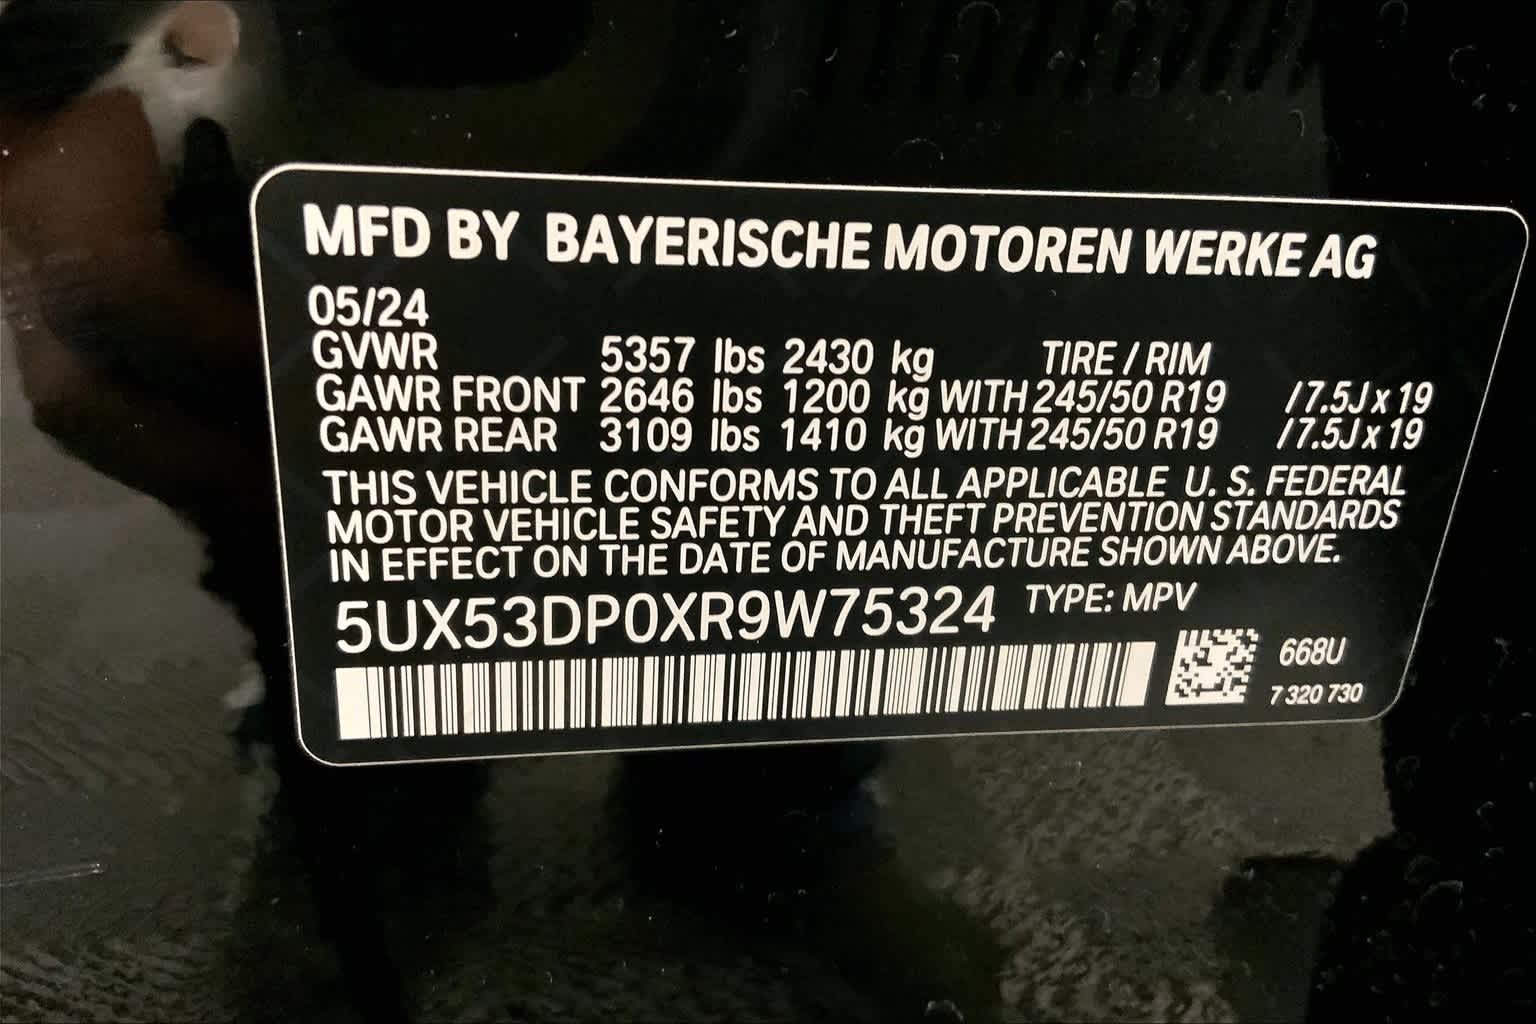 MFD BY BAYERISCHE MOTOREN WERKE AG
05/24
GVWR 5357 lbs 2430 kg TIRE / RIM
GAWR FRONT 2646 lbs 1200 kg WITH 245/50 R19 /7.5J x 19
GAWR REAR 3109 lbs 1410 kg WITH 245/50 R19 /7.5J x 19
THIS VEHICLE CONFORMS TO ALL APPLICABLE U. S. FEDERAL
MOTOR VEHICLE SAFETY AND THEFT PREVENTION STANDARDS
IN EFFECT ON THE DATE OF MANUFACTURE SHOWN ABOVE.
5UX53DP0XR9W75324 TYPE: MPV
668U
7 320 730